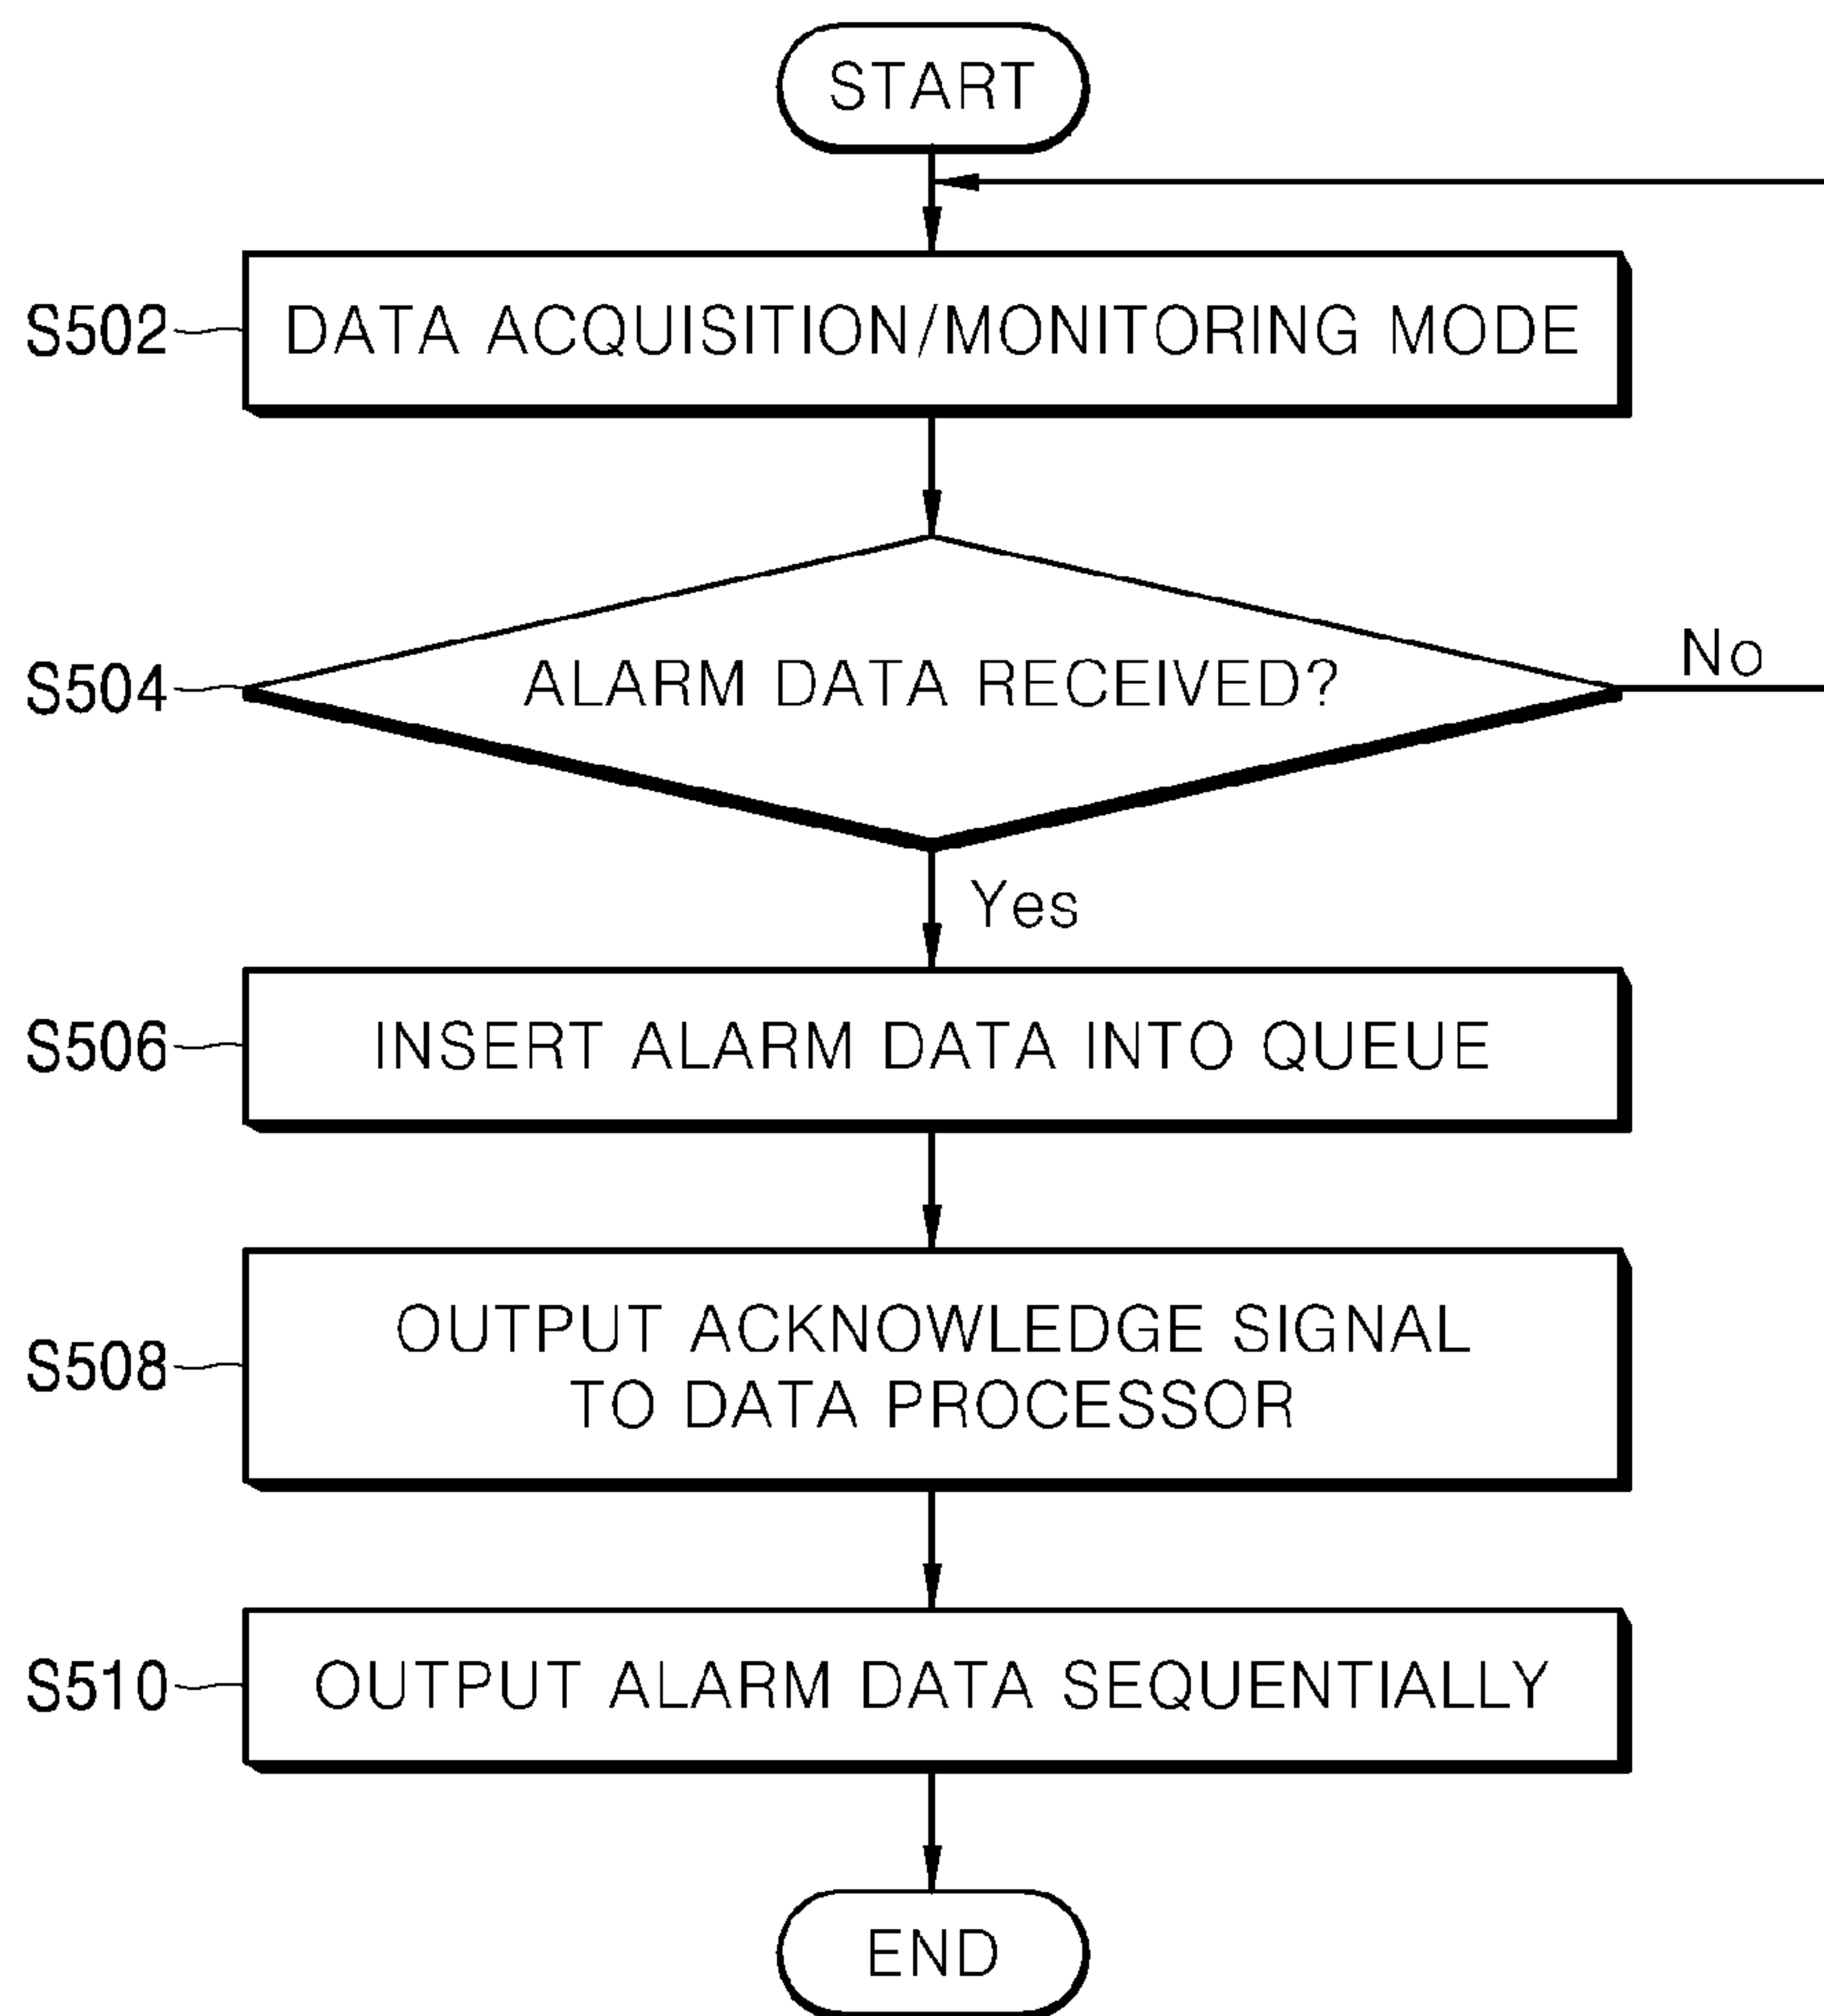 START
S502
DATA ACQUISITION/MONITORING MODE
S504
ALARM DATA RECEIVED?
No
Yes
S506
INSERT ALARM DATA INTO QUEUE
S508
OUTPUT ACKNOWLEDGE SIGNAL
TO DATA PROCESSOR
S510
OUTPUT ALARM DATA SEQUENTIALLY
END